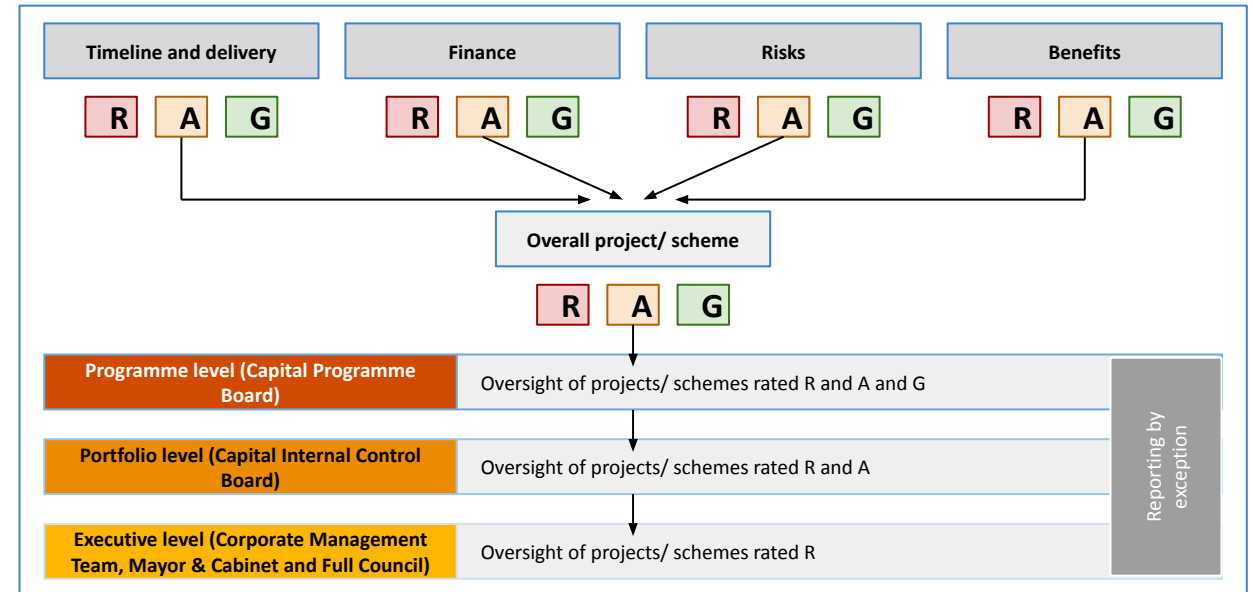 Timeline and delivery
Finance
Risks
Benefits
R A G
R A G
R A G
R A G
Overall project/ scheme
R A G
Programme level (Capital Programme
Board)
Oversight of projects/ schemes rated R and A and G
Portfolio level (Capital Internal Control
Board)
Oversight of projects/ schemes rated R and A
Executive level (Corporate Management
Team, Mayor & Cabinet and Full Council)
Oversight of projects/ schemes rated R
Reporting by
exception